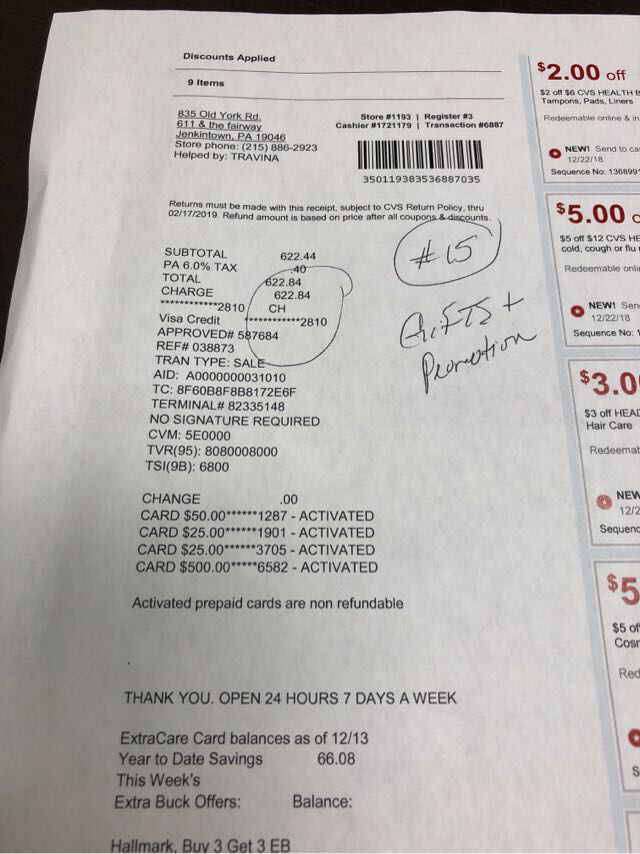 Discounts Applied
9 Items
835 Old York Rd.
611 & the fairway
Jenkintown, PA 19046
Store phone: (215) 886-2923
Helped by: TRAVINA
Store #1193 | Register #3
Cashier #1721179 | Transaction #6887
350119383536887035
Returns must be made with this receipt, subject to CVS Return Policy, thru
02/17/2019. Refund amount is based on price after all coupons & discounts.
SUBTOTAL 622.44
PA 6.0% TAX .40
TOTAL 622.84
CHARGE 622.84
************2810 CH
Visa Credit ************2810
APPROVED# 587684
REF# 038873
TRAN TYPE: SALE
AID: A0000000031010
TC: 8F60B8F8B8172E6F
TERMINAL# 82335148
NO SIGNATURE REQUIRED
CVM: 5E0000
TVR(95): 8080008000
TSI(9B): 6800
#15
Gifts +
Promotion
CHANGE .00
CARD $50.00******1287 - ACTIVATED
CARD $25.00******1901 - ACTIVATED
CARD $25.00******3705 - ACTIVATED
CARD $500.00*****6582 - ACTIVATED
Activated prepaid cards are non refundable
THANK YOU. OPEN 24 HOURS 7 DAYS A WEEK
ExtraCare Card balances as of 12/13
Year to Date Savings 66.08
This Week's
Extra Buck Offers: Balance:
Hallmark, Buy 3 Get 3 EB
$2.00 off
$2 off $6 CVS HEALTH
Tampons, Pads, Liners
Redeemable online & in
NEW! Send to
12/22/18
Sequence No: 136899
$5.00
$5 off $12 CVS
cold, cough or flu
Redeemable
NEW!
12/22/18
Sequence No:
$3.0
$3 off
Hair Care
NEW
12/2
$5
$5